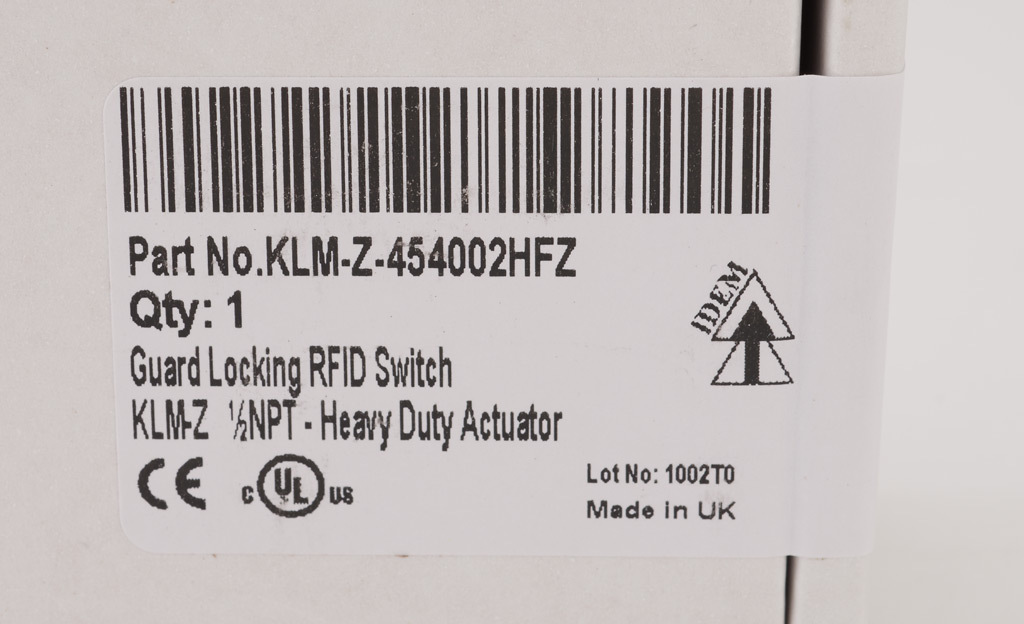 Part No.KLM-Z-454002HFZ
Qty: 1
IDEM
Guard Locking RFID Switch
KLM-Z ½NPT - Heavy Duty Actuator
CE
C UL US
Lot No: 1002T0
Made in UK